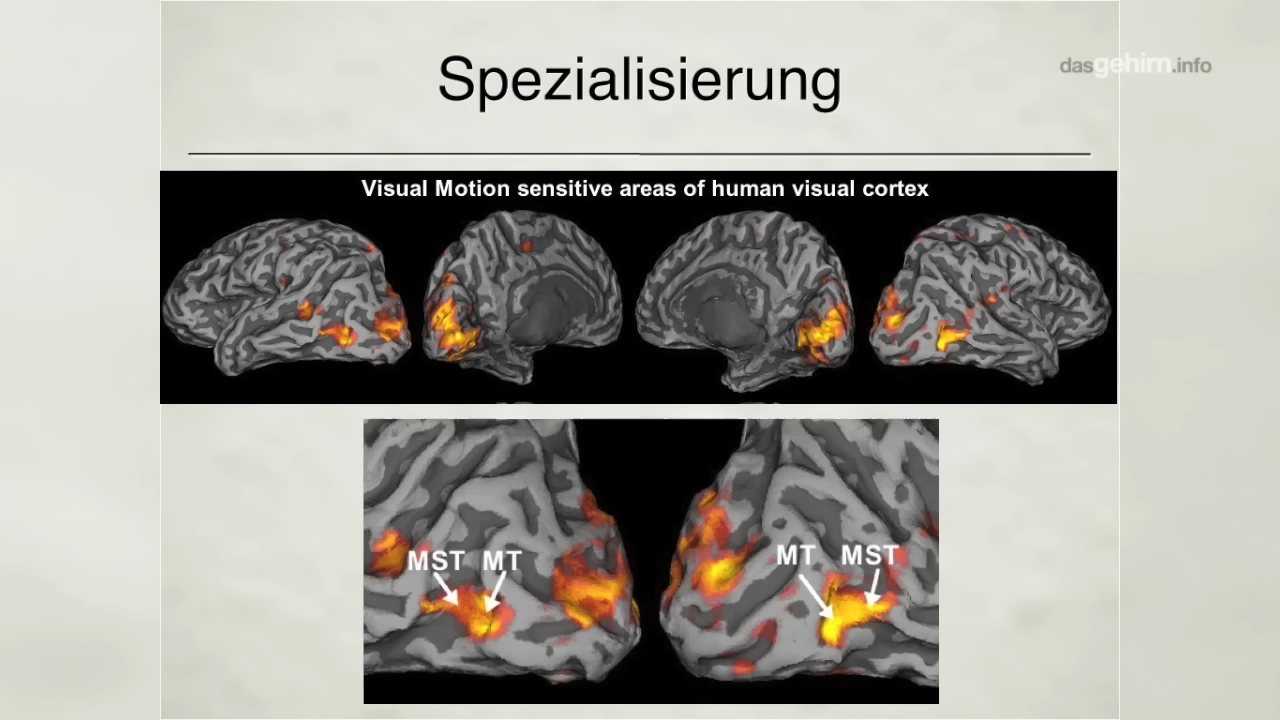 Spezialisierung
dasgehirn.info
Visual Motion sensitive areas of human visual cortex
MST MT
MT MST